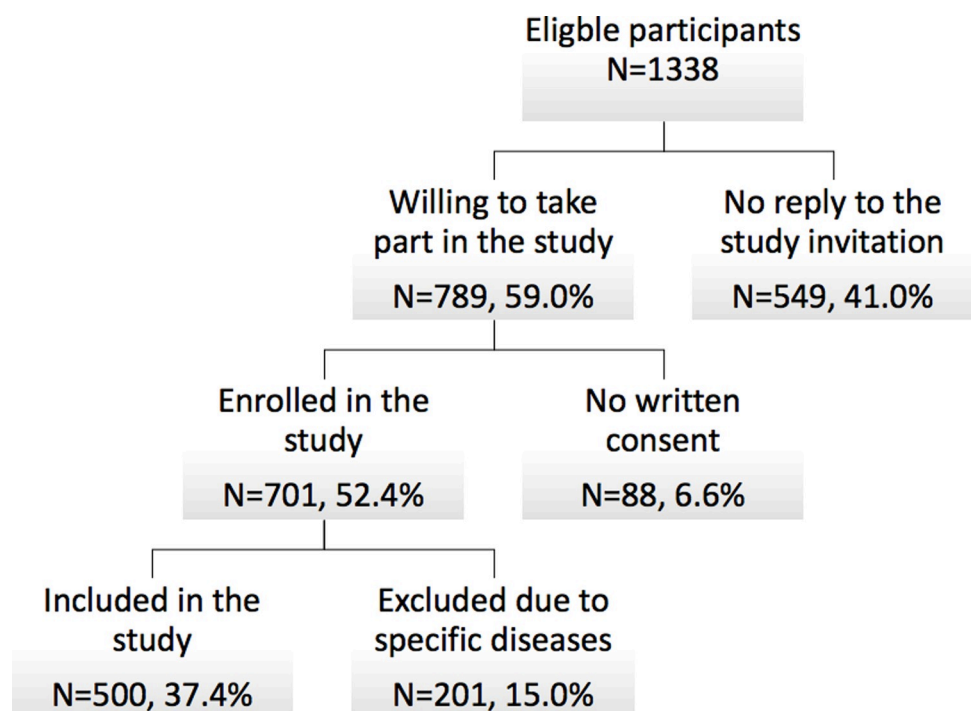 Eligble participants
N=1338
Willing to take
part in the study
N=789, 59.0%
No reply to the
study invitation
N=549, 41.0%
Enrolled in the
study
N=701, 52.4%
No written
consent
N=88, 6.6%
Included in the
study
N=500, 37.4%
Excluded due to
specific diseases
N=201, 15.0%